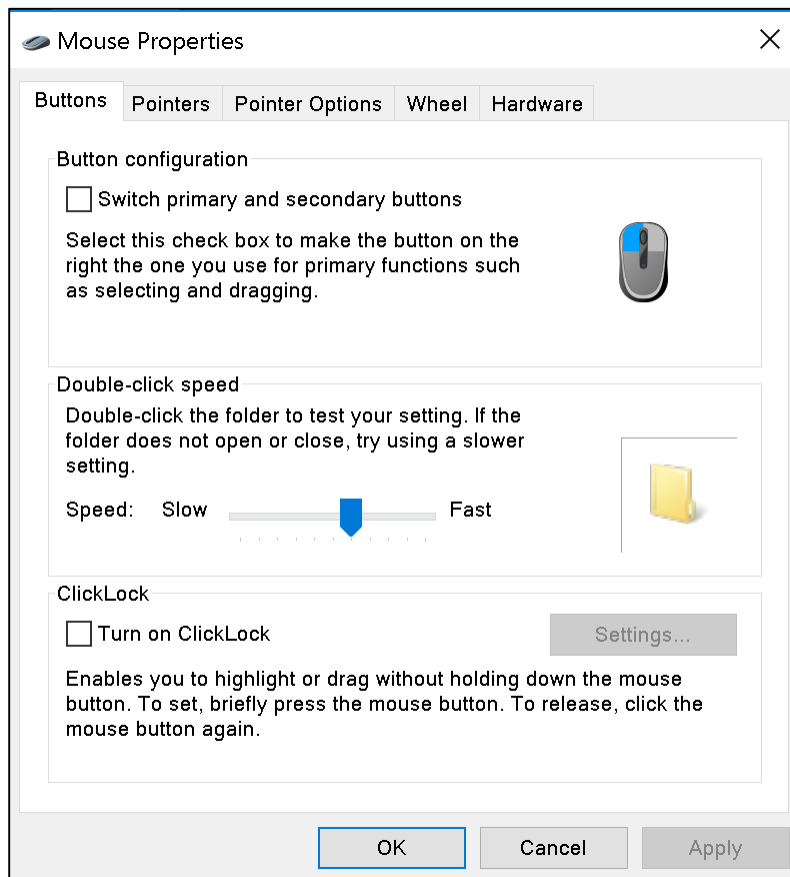 Mouse Properties
Buttons Pointers Pointer Options Wheel Hardware
Button configuration
Switch primary and secondary buttons
Select this check box to make the button on the
right the one you use for primary functions such
as selecting and dragging.
Double-click speed
Double-click the folder to test your setting. If the
folder does not open or close, try using a slower
setting.
Speed: Slow Fast
ClickLock
Turn on ClickLock Settings...
Enables you to highlight or drag without holding down the mouse
button. To set, briefly press the mouse button. To release, click the
mouse button again.
OK Cancel Apply